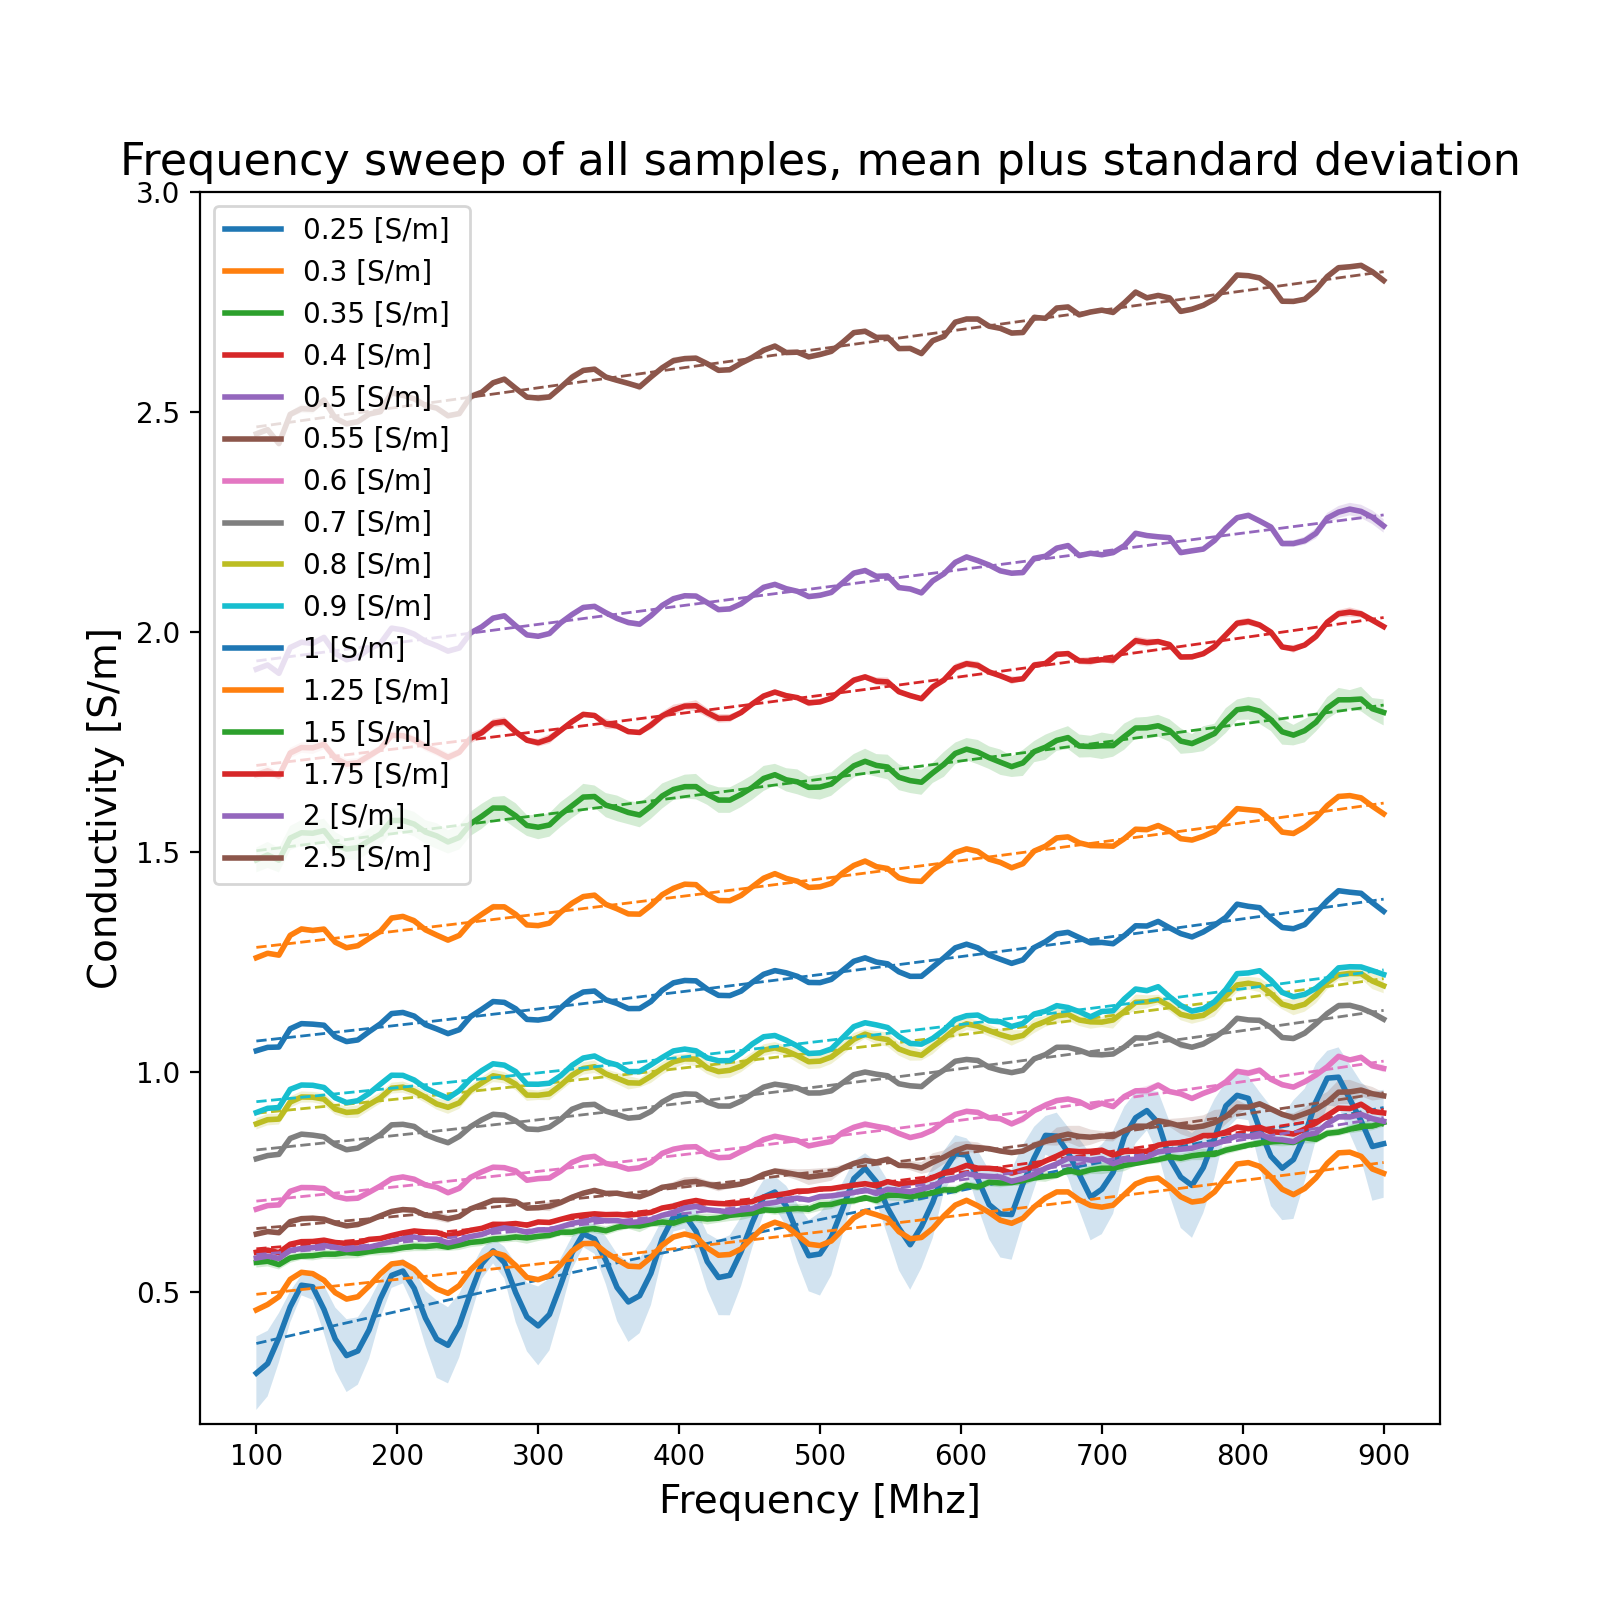 Frequency sweep of all samples, mean plus standard deviation
3.0
2.5
2.0
1.5
1.0
0.5
Conductivity [S/m]
0.25 [S/m]
0.3 [S/m]
0.35 [S/m]
0.4 [S/m]
0.5 [S/m]
0.55 [S/m]
0.6 [S/m]
0.7 [S/m]
0.8 [S/m]
0.9 [S/m]
1 [S/m]
1.25 [S/m]
1.5 [S/m]
1.75 [S/m]
2 [S/m]
2.5 [S/m]
100 200 300 400 500 600 700 800 900
Frequency [Mhz]